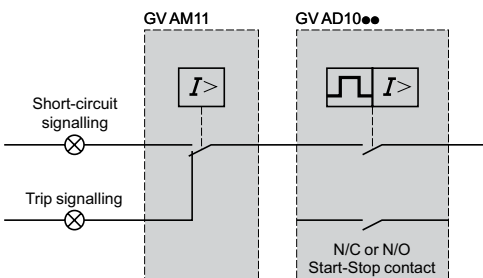 GV AM11
GV AD10●●
I>
I>
Short-circuit
signalling
Trip signalling
N/C or N/O
Start-Stop contact